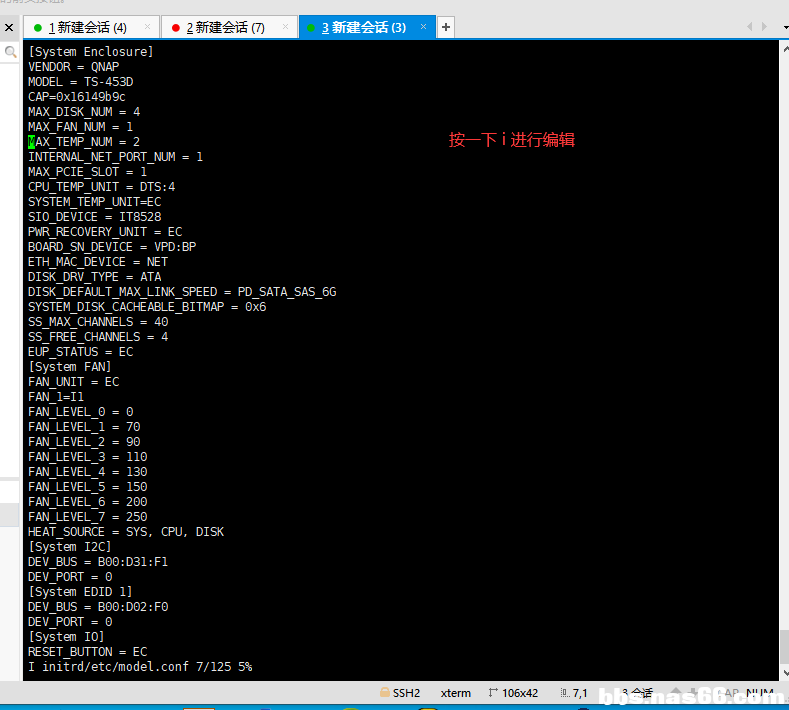 1 新建会话 (4)
2 新建会话 (7)
3 新建会话 (3)
[System Enclosure]
VENDOR = QNAP
MODEL = TS-453D
CAP=0x16149b9c
MAX_DISK_NUM = 4
MAX_FAN_NUM = 1
MAX_TEMP_NUM = 2
按一下 i 进行编辑
INTERNAL_NET_PORT_NUM = 1
MAX_PCIE_SLOT = 1
CPU_TEMP_UNIT = DTS:4
SYSTEM_TEMP_UNIT=EC
SIO_DEVICE = IT8528
PWR_RECOVERY_UNIT = EC
BOARD_SN_DEVICE = VPD:BP
ETH_MAC_DEVICE = NET
DISK_DRV_TYPE = ATA
DISK_DEFAULT_MAX_LINK_SPEED = PD_SATA_SAS_6G
SYSTEM_DISK_CACHEABLE_BITMAP = 0x6
SS_MAX_CHANNELS = 40
SS_FREE_CHANNELS = 4
EUP_STATUS = EC
[System FAN]
FAN_UNIT = EC
FAN_1=I1
FAN_LEVEL_0 = 0
FAN_LEVEL_1 = 70
FAN_LEVEL_2 = 90
FAN_LEVEL_3 = 110
FAN_LEVEL_4 = 130
FAN_LEVEL_5 = 150
FAN_LEVEL_6 = 200
FAN_LEVEL_7 = 250
HEAT_SOURCE = SYS, CPU, DISK
[System I2C]
DEV_BUS = B00:D31:F1
DEV_PORT = 0
[System EDID 1]
DEV_BUS = B00:D02:F0
DEV_PORT = 0
[System IO]
RESET_BUTTON = EC
I initrd/etc/model.conf 7/125 5%
SSH2 xterm 106x42 7,1 3 会话 CAP NUM
bbs.nas66.com